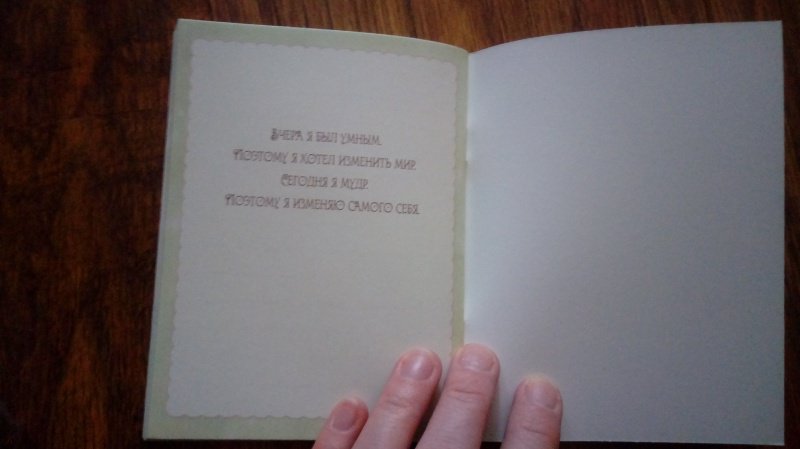 Вчера я был умным.
Поэтому я хотел изменить мир.
Сегодня я мудр.
Поэтому я изменяю самого себя.